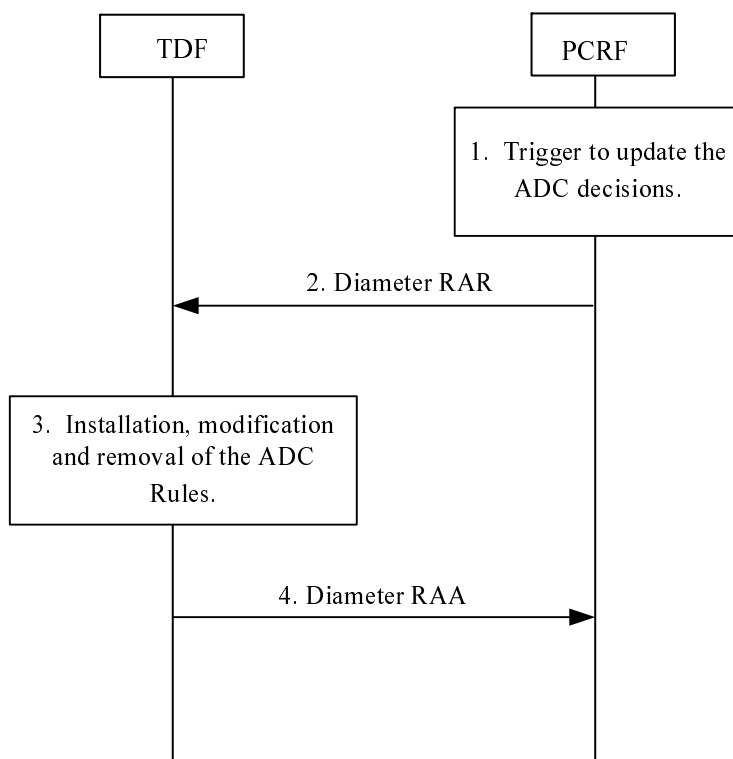 TDF
PCRF
1. Trigger to update the
ADC decisions.
2. Diameter RAR
3. Installation, modification
and removal of the ADC
Rules.
4. Diameter RAA